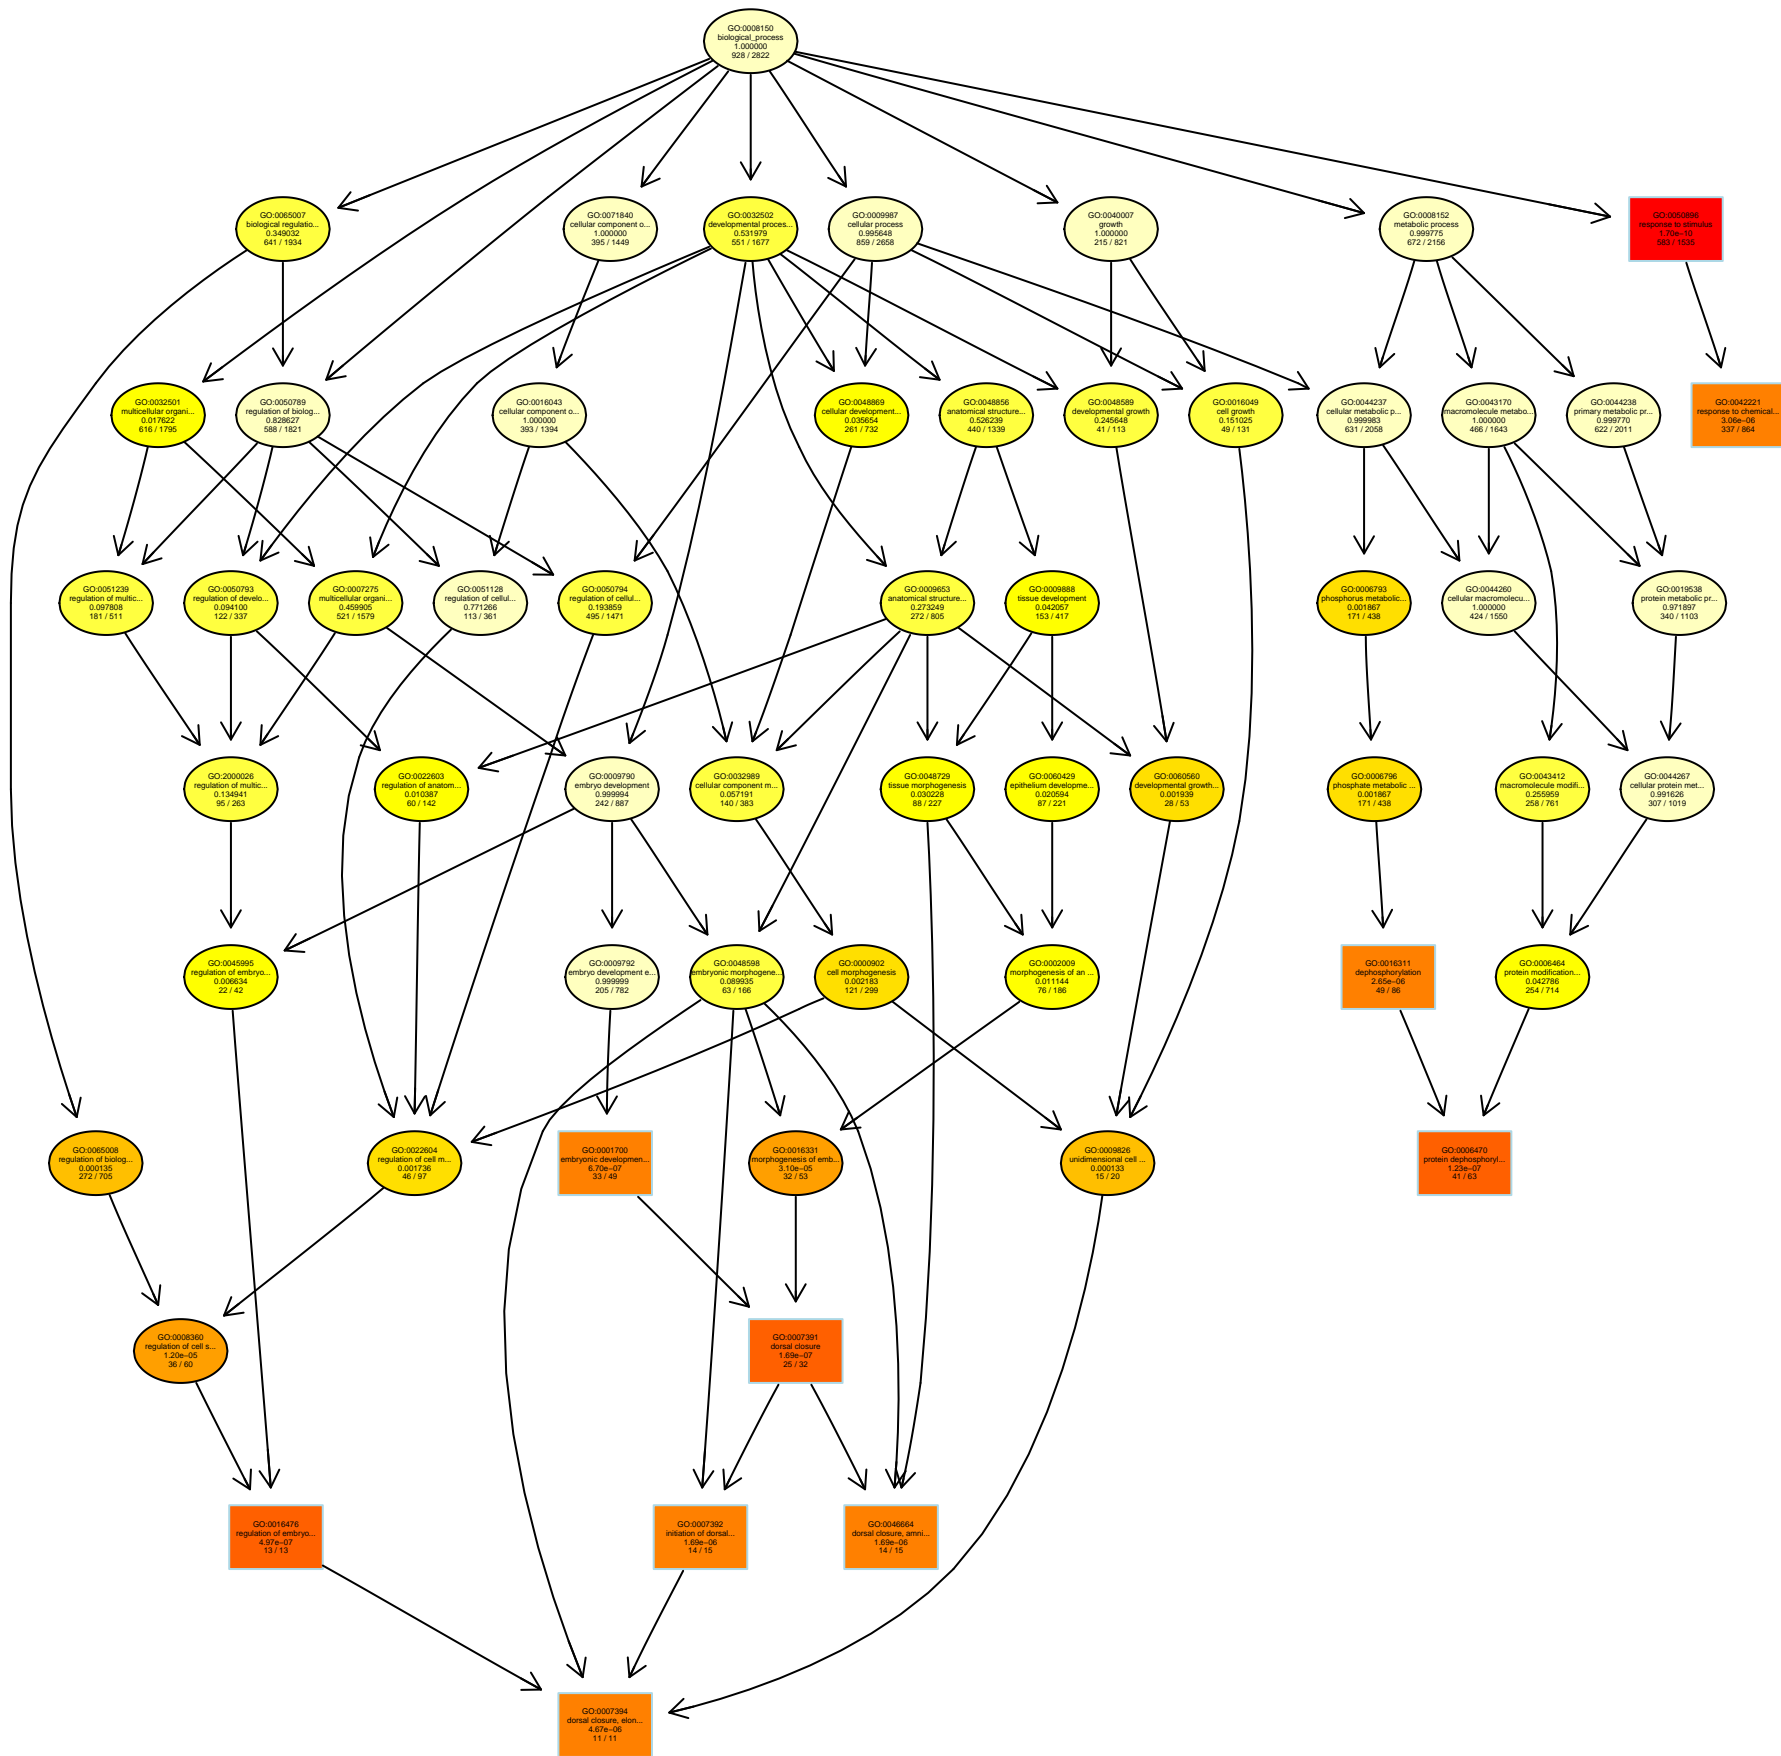 GO:0008150
biological_process
1.000000
928 / 2822
GO:0065007
biological regulatio...
0.349032
641 / 1934
GO:0071840
cellular component o...
1.000000
395 / 1449
GO:0032502
developmental proces...
0.531979
551 / 1677
GO:0009987
cellular process
0.995648
859 / 2658
GO:0040007
growth
1.000000
215 / 821
GO:0008152
metabolic process
0.999775
672 / 2156
GO:0050896
response to stimulus
1.70e−10
583 / 1535
GO:0032501
multicellular organi...
0.017622
616 / 1795
GO:0050789
regulation of biolog...
0.828627
588 / 1821
GO:0016043
cellular component o...
1.000000
393 / 1394
GO:0048869
cellular development...
0.035654
261 / 732
GO:0048856
anatomical structure...
0.526239
440 / 1339
GO:0048589
developmental growth
0.245648
41 / 113
GO:0016049
cell growth
0.151025
49 / 131
GO:0044237
cellular metabolic p...
0.999983
631 / 2058
GO:0043170
macromolecule metabo...
1.000000
466 / 1643
GO:0044238
primary metabolic pr...
0.999770
622 / 2011
GO:0042221
response to chemical...
3.06e−06
337 / 864
GO:0051239
regulation of multic...
0.097808
181 / 511
GO:0050793
regulation of develo...
0.094100
122 / 337
GO:0007275
multicellular organi...
0.459905
521 / 1579
GO:0051128
regulation of cellul...
0.771266
113 / 361
GO:0050794
regulation of cellul...
0.193859
495 / 1471
GO:0009653
anatomical structure...
0.273249
272 / 805
GO:0009888
tissue development
0.042057
153 / 417
GO:0006793
phosphorus metabolic...
0.001867
171 / 438
GO:0044260
cellular macromolecu...
1.000000
424 / 1550
GO:0019538
protein metabolic pr...
0.971897
340 / 1103
GO:2000026
regulation of multic...
0.134941
95 / 263
GO:0022603
regulation of anatom...
0.010387
60 / 142
GO:0009790
embryo development
0.999994
242 / 887
GO:0032989
cellular component m...
0.057191
140 / 383
GO:0048729
tissue morphogenesis
0.030228
88 / 227
GO:0060429
epithelium developme...
0.020594
87 / 221
GO:0060560
developmental growth...
0.001939
28 / 53
GO:0006796
phosphate metabolic ...
0.001867
171 / 438
GO:0043412
macromolecule modifi...
0.255959
258 / 761
GO:0044267
cellular protein met...
0.991626
307 / 1019
GO:0045995
regulation of embryo...
0.006634
22 / 42
GO:0009792
embryo development e...
0.999999
205 / 782
GO:0048598
embryonic morphogene...
0.089935
63 / 166
GO:0000902
cell morphogenesis
0.002183
121 / 299
GO:0002009
morphogenesis of an ...
0.011144
76 / 186
GO:0016311
dephosphorylation
2.65e−06
49 / 86
GO:0006464
protein modification...
0.042786
254 / 714
GO:0065008
regulation of biolog...
0.000135
272 / 705
GO:0022604
regulation of cell m...
0.001736
46 / 97
GO:0001700
embryonic developmen...
6.70e−07
33 / 49
GO:0016331
morphogenesis of emb...
3.10e−05
32 / 53
GO:0009826
unidimensional cell ...
0.000133
15 / 20
GO:0006470
protein dephosphoryl...
1.23e−07
41 / 63
GO:0008360
regulation of cell s...
1.20e−05
36 / 60
GO:0007391
dorsal closure
1.69e−07
25 / 32
GO:0016476
regulation of embryo...
4.97e−07
13 / 13
GO:0007392
initiation of dorsal...
1.69e−06
14 / 15
GO:0046664
dorsal closure, amni...
1.69e−06
14 / 15
GO:0007394
dorsal closure, elon...
4.67e−06
11 / 11